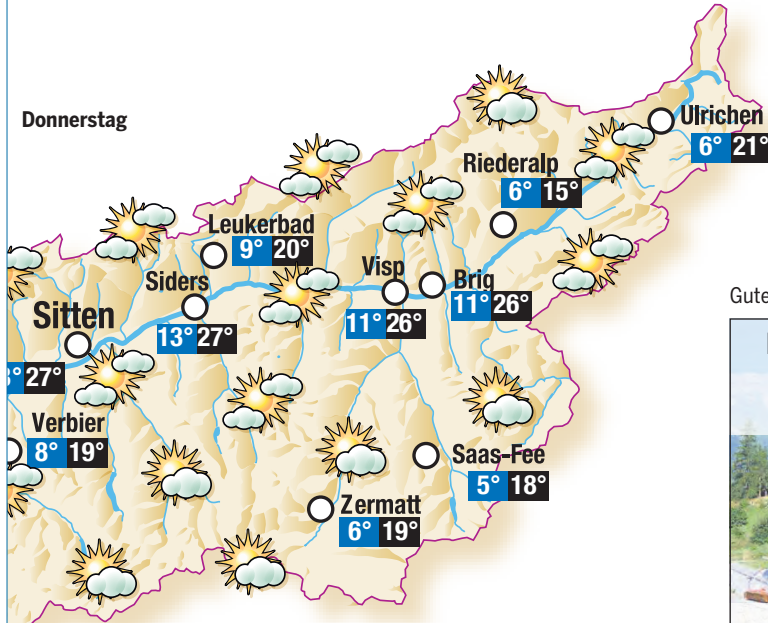 Donnerstag
Ulrichen
6° 21°
Riederalp
6° 15°
Leukerbad
9° 20°
Visp
11° 26°
Brig
11° 26°
Siders
13° 27°
Sitten
27°
Verbier
8° 19°
Saas-Fee
5° 18°
Zermatt
6° 19°
Gute